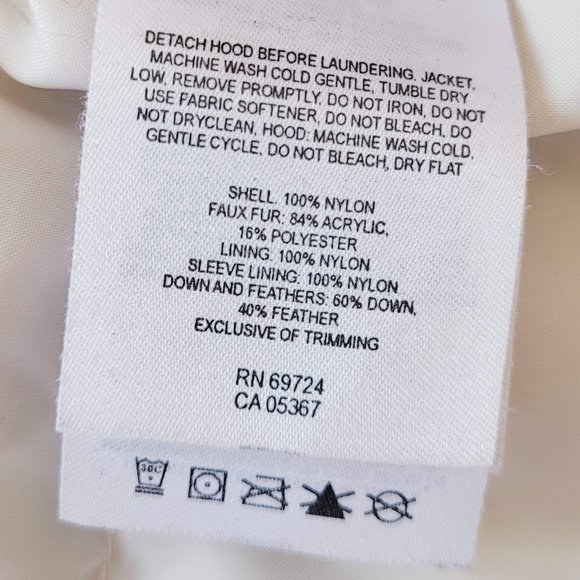 DETACH HOOD BEFORE LAUNDERING. JACKET,
MACHINE WASH COLD GENTLE, TUMBLE DRY
LOW, REMOVE PROMPTLY, DO NOT IRON, DO NOT
USE FABRIC SOFTENER, DO NOT BLEACH, DO
NOT DRYCLEAN, HOOD: MACHINE WASH COLD,
GENTLE CYCLE, DO NOT BLEACH, DRY FLAT
SHELL: 100% NYLON
FAUX FUR: 84% ACRYLIC,
16% POLYESTER
LINING: 100% NYLON
SLEEVE LINING: 100% NYLON
DOWN AND FEATHERS: 60% DOWN,
40% FEATHER
EXCLUSIVE OF TRIMMING
RN 69724
CA 05367
30C